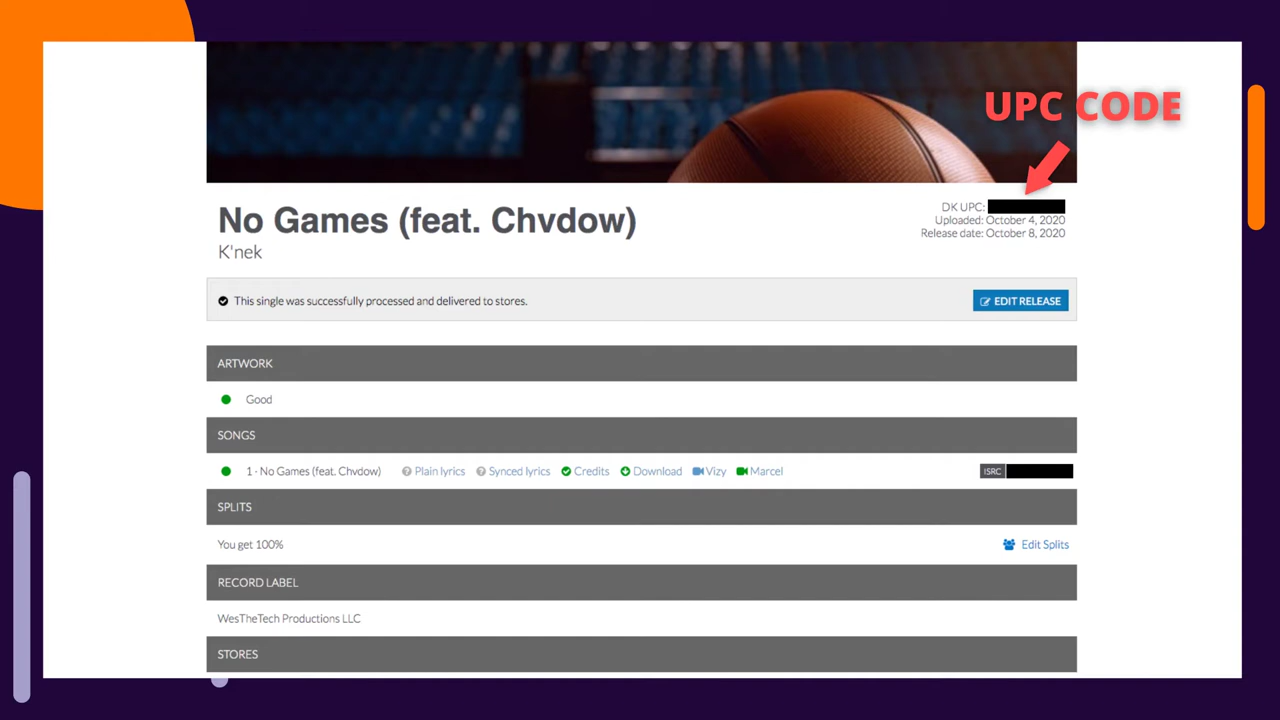 UPC CODE
No Games (feat. Chvdow)
K'nek
DK UPC:
Uploaded: October 4, 2020
Release date: October 8, 2020
This single was successfully processed and delivered to stores.
EDIT RELEASE
ARTWORK
Good
SONGS
1 - No Games (feat. Chvdow) Plain lyrics Synced lyrics Credits Download Vizy Marcel ISRC
SPLITS
You get 100% Edit Splits
RECORD LABEL
WesTheTech Productions LLC
STORES